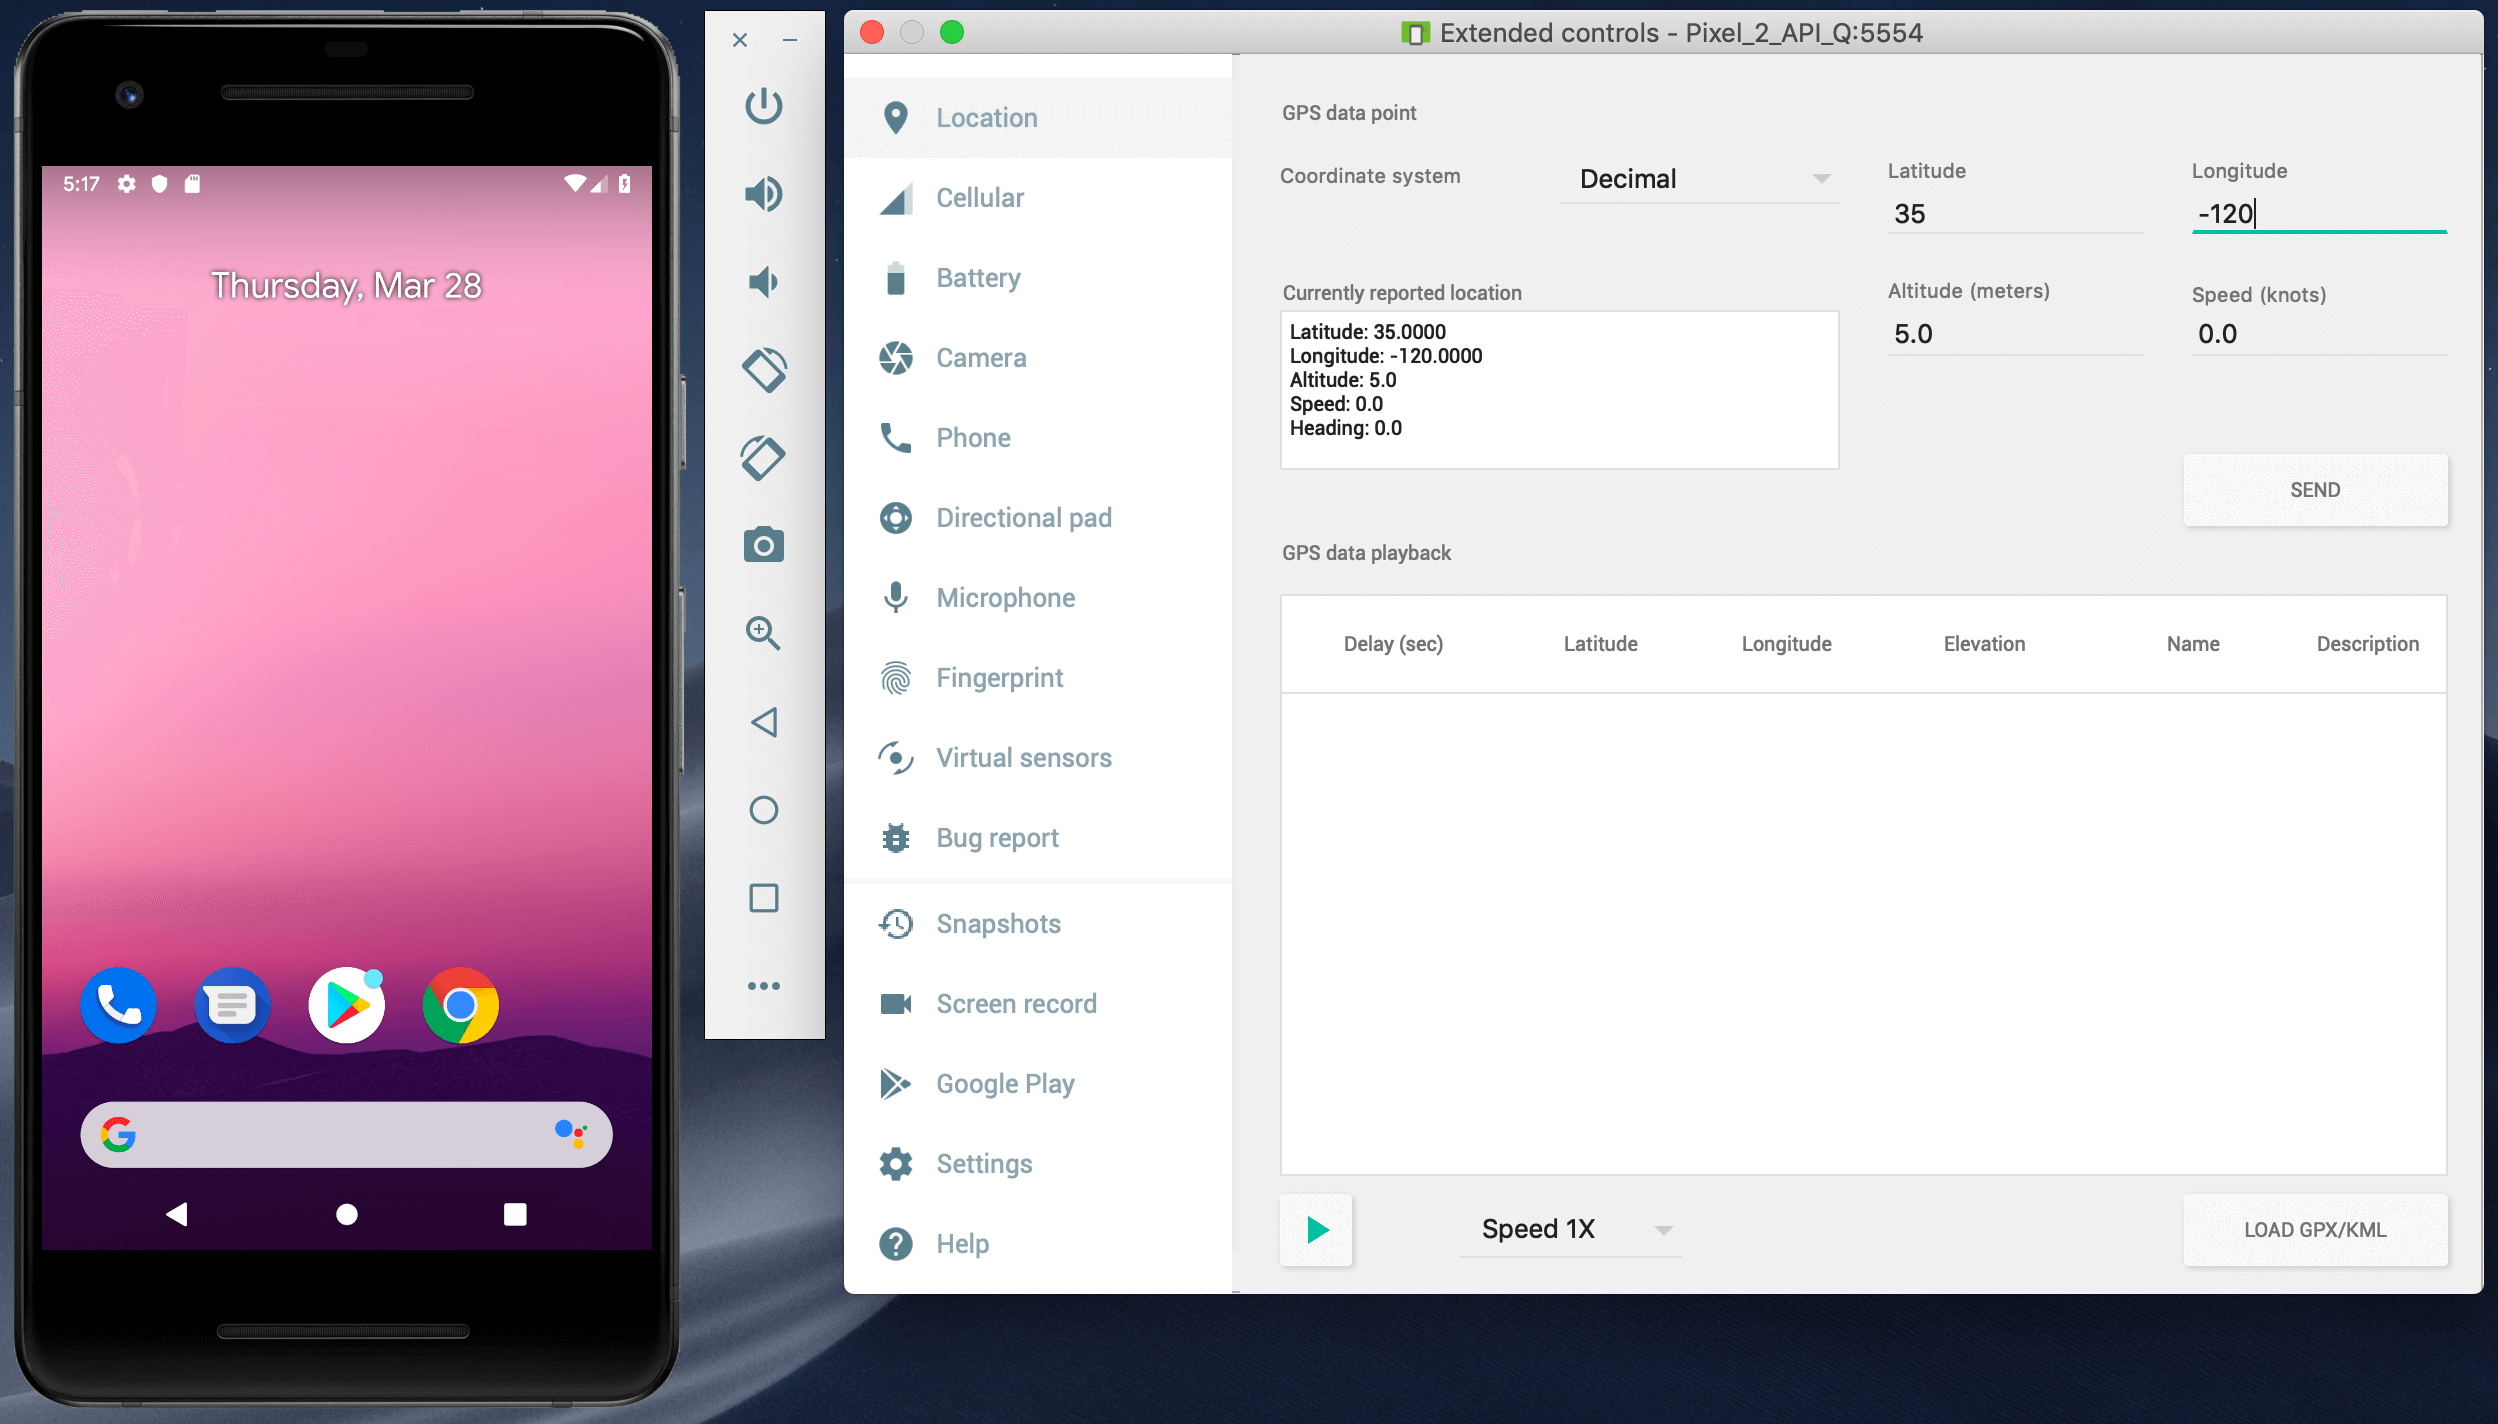 5:17
Thursday, Mar 28
Extended controls - Pixel_2_API_Q:5554
Location
Cellular
Battery
Camera
Phone
Directional pad
Microphone
Fingerprint
Virtual sensors
Bug report
Snapshots
Screen record
Google Play
Settings
Help
GPS data point
Coordinate system
Decimal
Latitude
35
Longitude
-120
Currently reported location
Latitude: 35.0000
Longitude: -120.0000
Altitude: 5.0
Speed: 0.0
Heading: 0.0
Altitude (meters)
5.0
Speed (knots)
0.0
SEND
GPS data playback
Delay (sec) Latitude Longitude Elevation Name Description
Speed 1X
LOAD GPX/KML